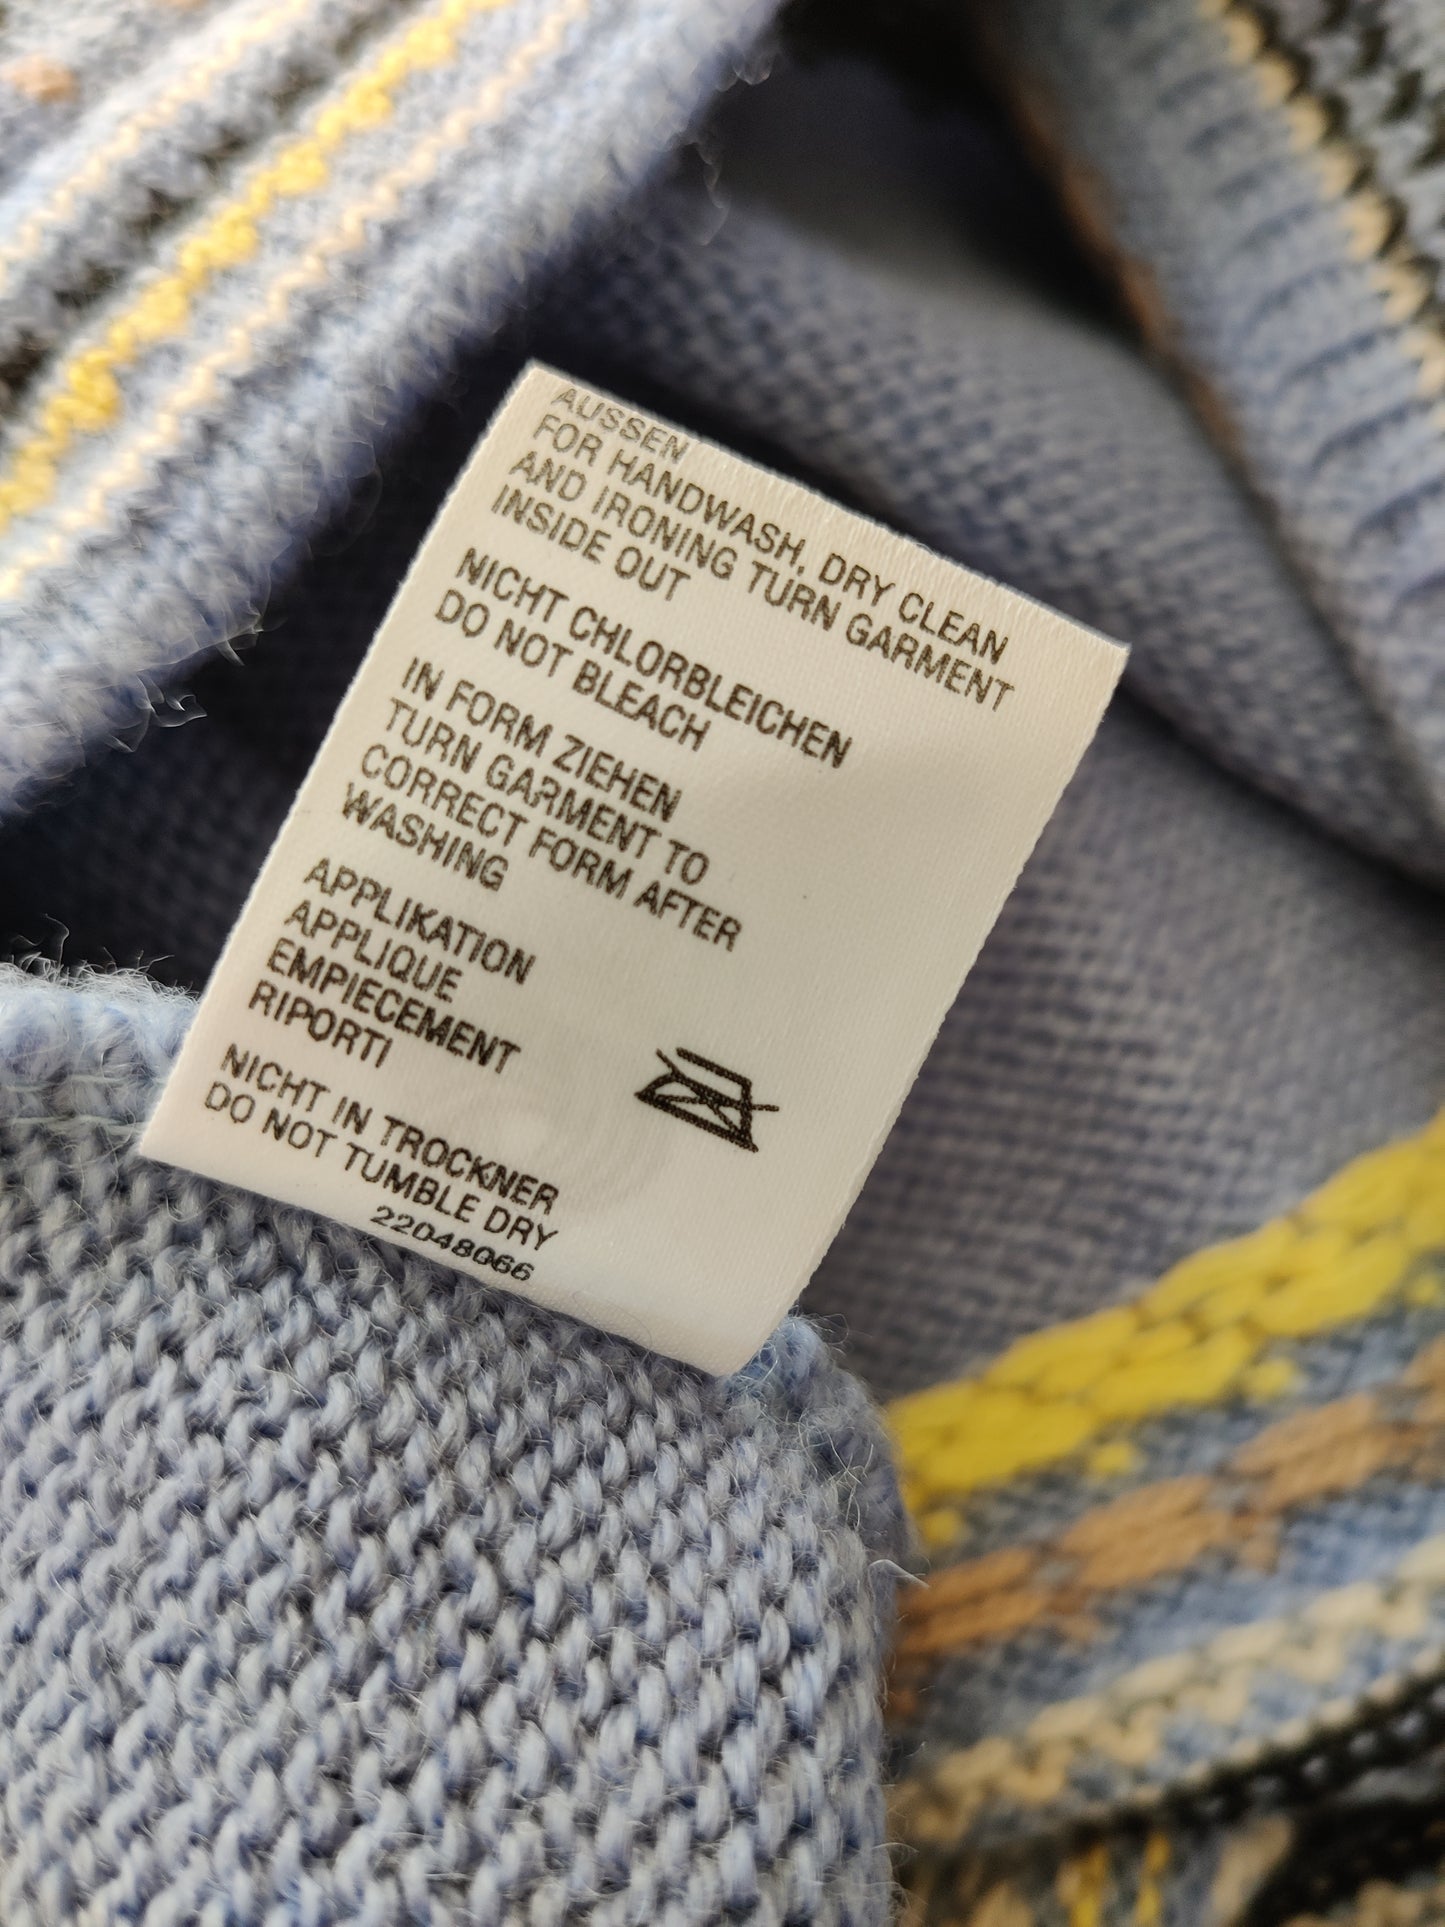 AUSSEN
FOR HANDWASH, DRY CLEAN
AND IRONING TURN GARMENT
INSIDE OUT
NICHT CHLORBLEICHEN
DO NOT BLEACH
IN FORM ZIEHEN
TURN GARMENT TO
CORRECT FORM AFTER
WASHING
APPLIKATION
APPLIQUE
EMPIECEMENT
RIPORTI
NICHT IN TROCKNER
DO NOT TUMBLE DRY
22048066